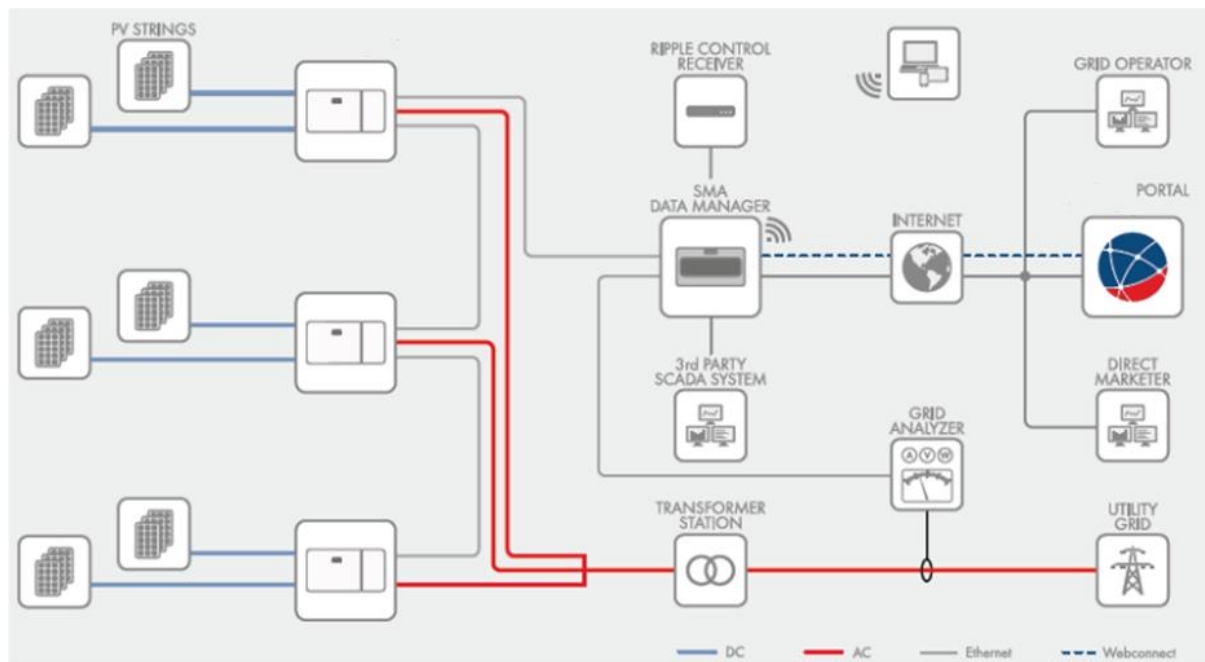 PV STRINGS
RIPPLE CONTROL
RECEIVER
GRID OPERATOR
SMA
DATA MANAGER
INTERNET
PORTAL
3rd PARTY
SCADA SYSTEM
DIRECT
MARKETER
GRID
ANALYZER
A V W
TRANSFORMER
STATION
UTILITY
GRID
DC
AC
Ethernet
Webconnect